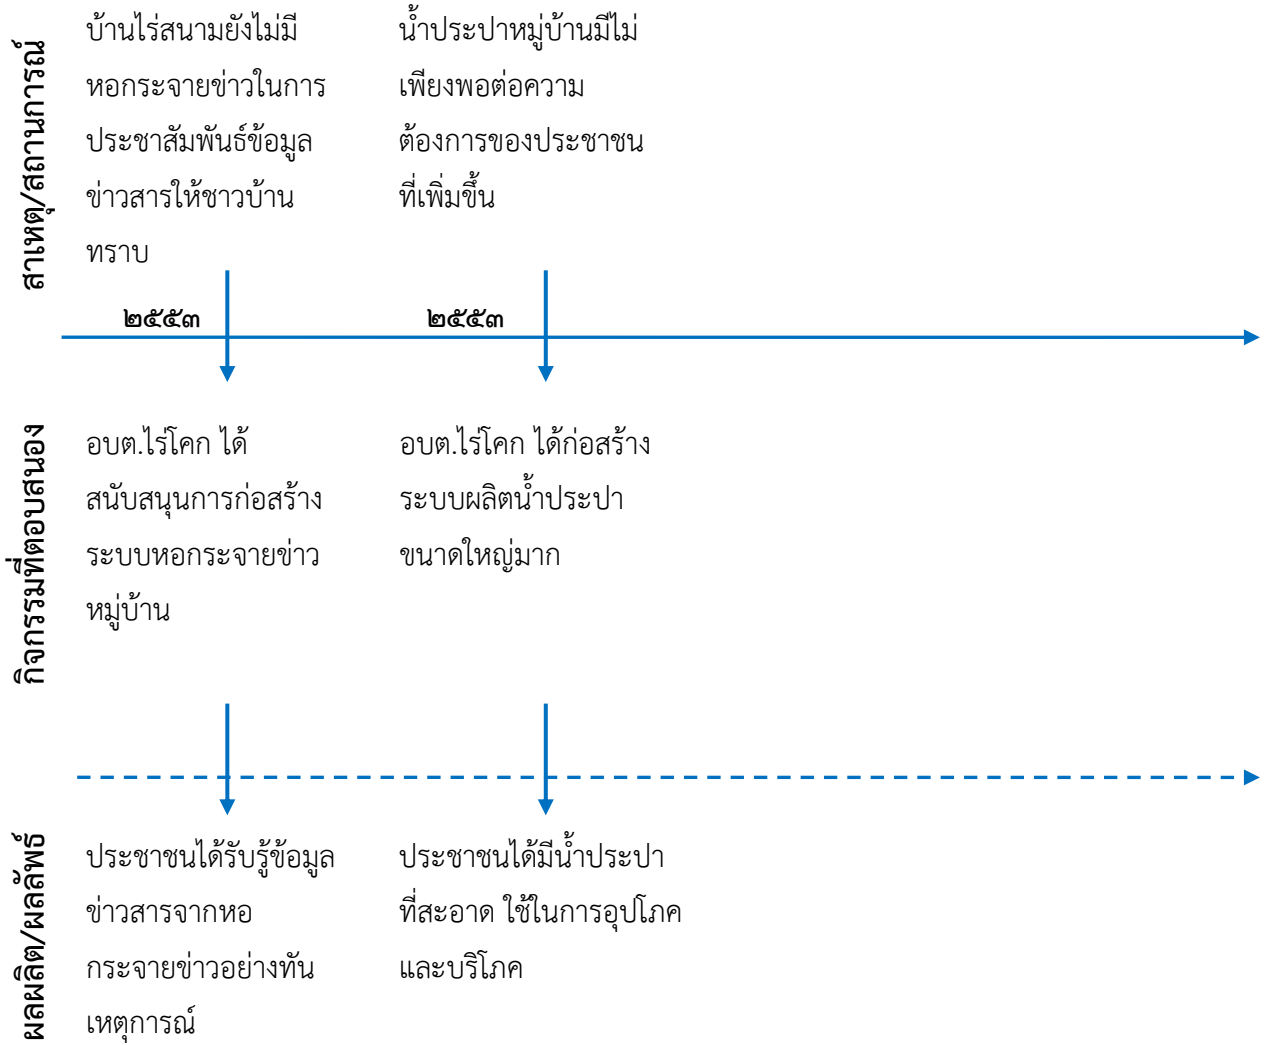 สาเหตุ/สถานการณ์
บ้านไร่สนามยังไม่มี
หอกระจายข่าวในการ
ประชาสัมพันธ์ข้อมูล
ข่าวสารให้ชาวบ้าน
ทราบ
น้ำประปาหมู่บ้านมีไม่
เพียงพอต่อความ
ต้องการของประชาชน
ที่เพิ่มขึ้น
๒๕๕๓
๒๕๕๓
กิจกรรมที่ตอบสนอง
อบต.ไร่โคก ได้
สนับสนุนการก่อสร้าง
ระบบหอกระจายข่าว
หมู่บ้าน
อบต.ไร่โคก ได้ก่อสร้าง
ระบบผลิตน้ำประปา
ขนาดใหญ่มาก
ผลผลิต/ผลลัพธ์
ประชาชนได้รับรู้ข้อมูล
ข่าวสารจากหอ
กระจายข่าวอย่างทัน
เหตุการณ์
ประชาชนได้มีน้ำประปา
ที่สะอาด ใช้ในการอุปโภค
และบริโภค